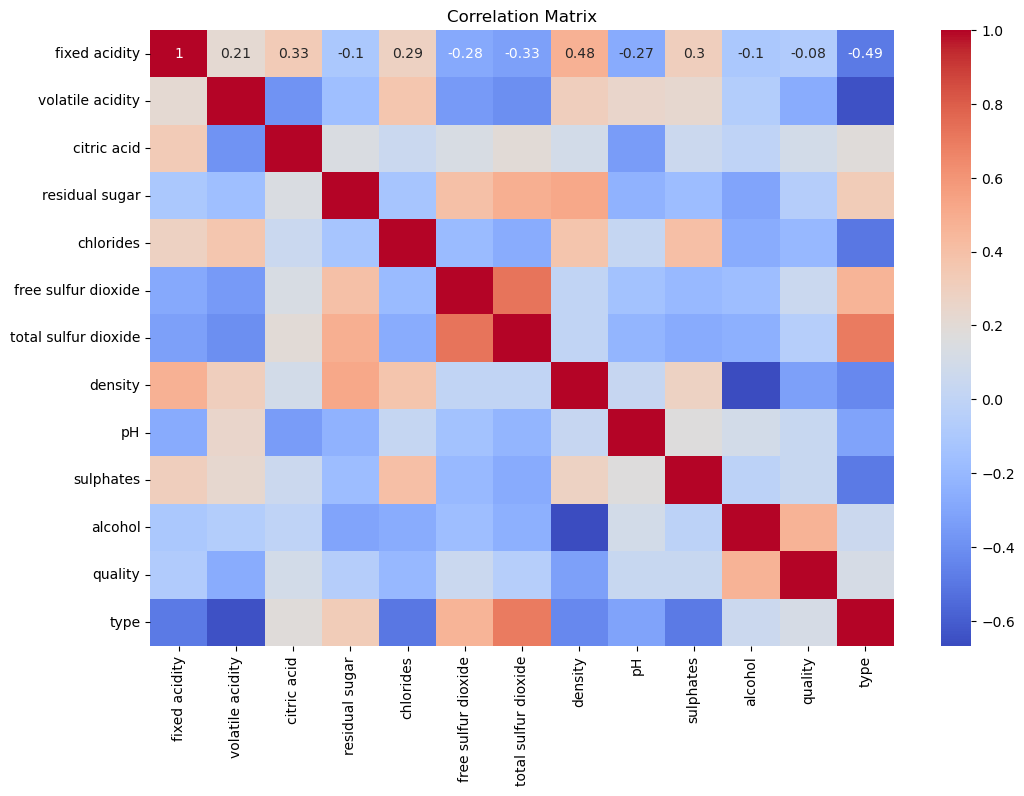 Correlation Matrix
fixed acidity 1 0.21 0.33 -0.1 0.29 -0.28 -0.33 0.48 -0.27 0.3 -0.1 -0.08 -0.49
volatile acidity
citric acid
residual sugar
chlorides
free sulfur dioxide
total sulfur dioxide
density
pH
sulphates
alcohol
quality
type
fixed acidity
volatile acidity
citric acid
residual sugar
chlorides
free sulfur dioxide
total sulfur dioxide
density
pH
sulphates
alcohol
quality
type
1.0
0.8
0.6
0.4
0.2
0.0
−0.2
−0.4
−0.6